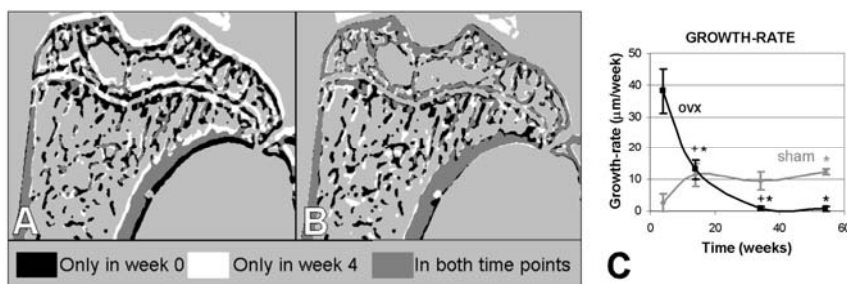 A
B
Only in week 0
Only in week 4
In both time points
GROWTH-RATE
Growth-rate (µm/week)
50
40
30
20
10
0
ovx
+*
sham
*
+*
*
0
20
40
60
Time (weeks)
C